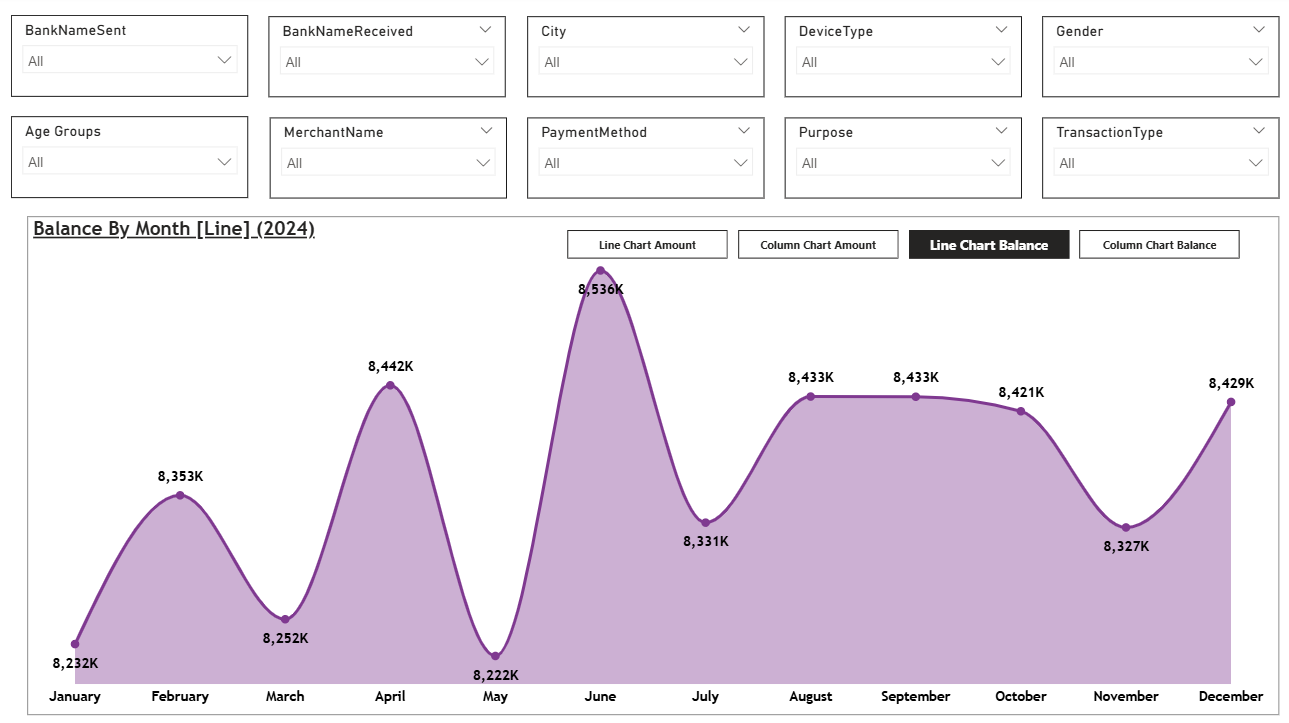 BankNameSent
All
BankNameReceived
All
City
All
DeviceType
All
Gender
All
Age Groups
All
MerchantName
All
PaymentMethod
All
Purpose
All
TransactionType
All
Balance By Month [Line] (2024)
Line Chart Amount
Column Chart Amount
Line Chart Balance
Column Chart Balance
8,232K
8,353K
8,252K
8,442K
8,222K
8,536K
8,331K
8,433K
8,433K
8,421K
8,327K
8,429K
January
February
March
April
May
June
July
August
September
October
November
December